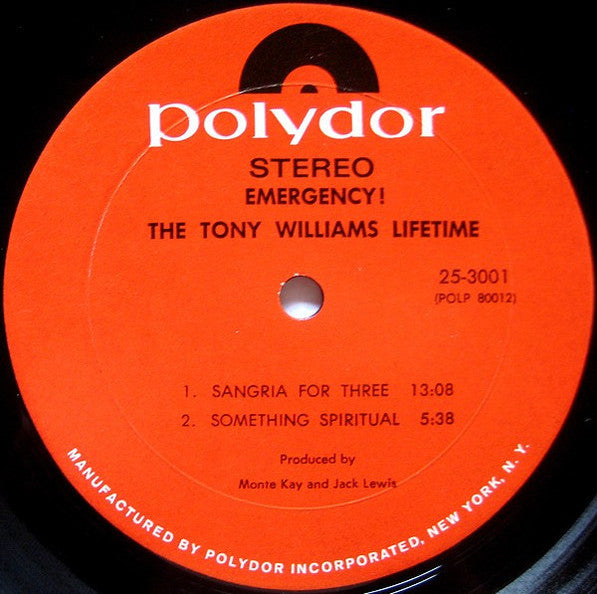 polydor
STEREO
EMERGENCY!
THE TONY WILLIAMS LIFETIME
25-3001
(POLP 80012)
1. SANGRIA FOR THREE 13:08
2. SOMETHING SPIRITUAL 5:38
Produced by
Monte Kay and Jack Lewis
MANUFACTURED BY POLYDOR INCORPORATED, NEW YORK, N. Y.